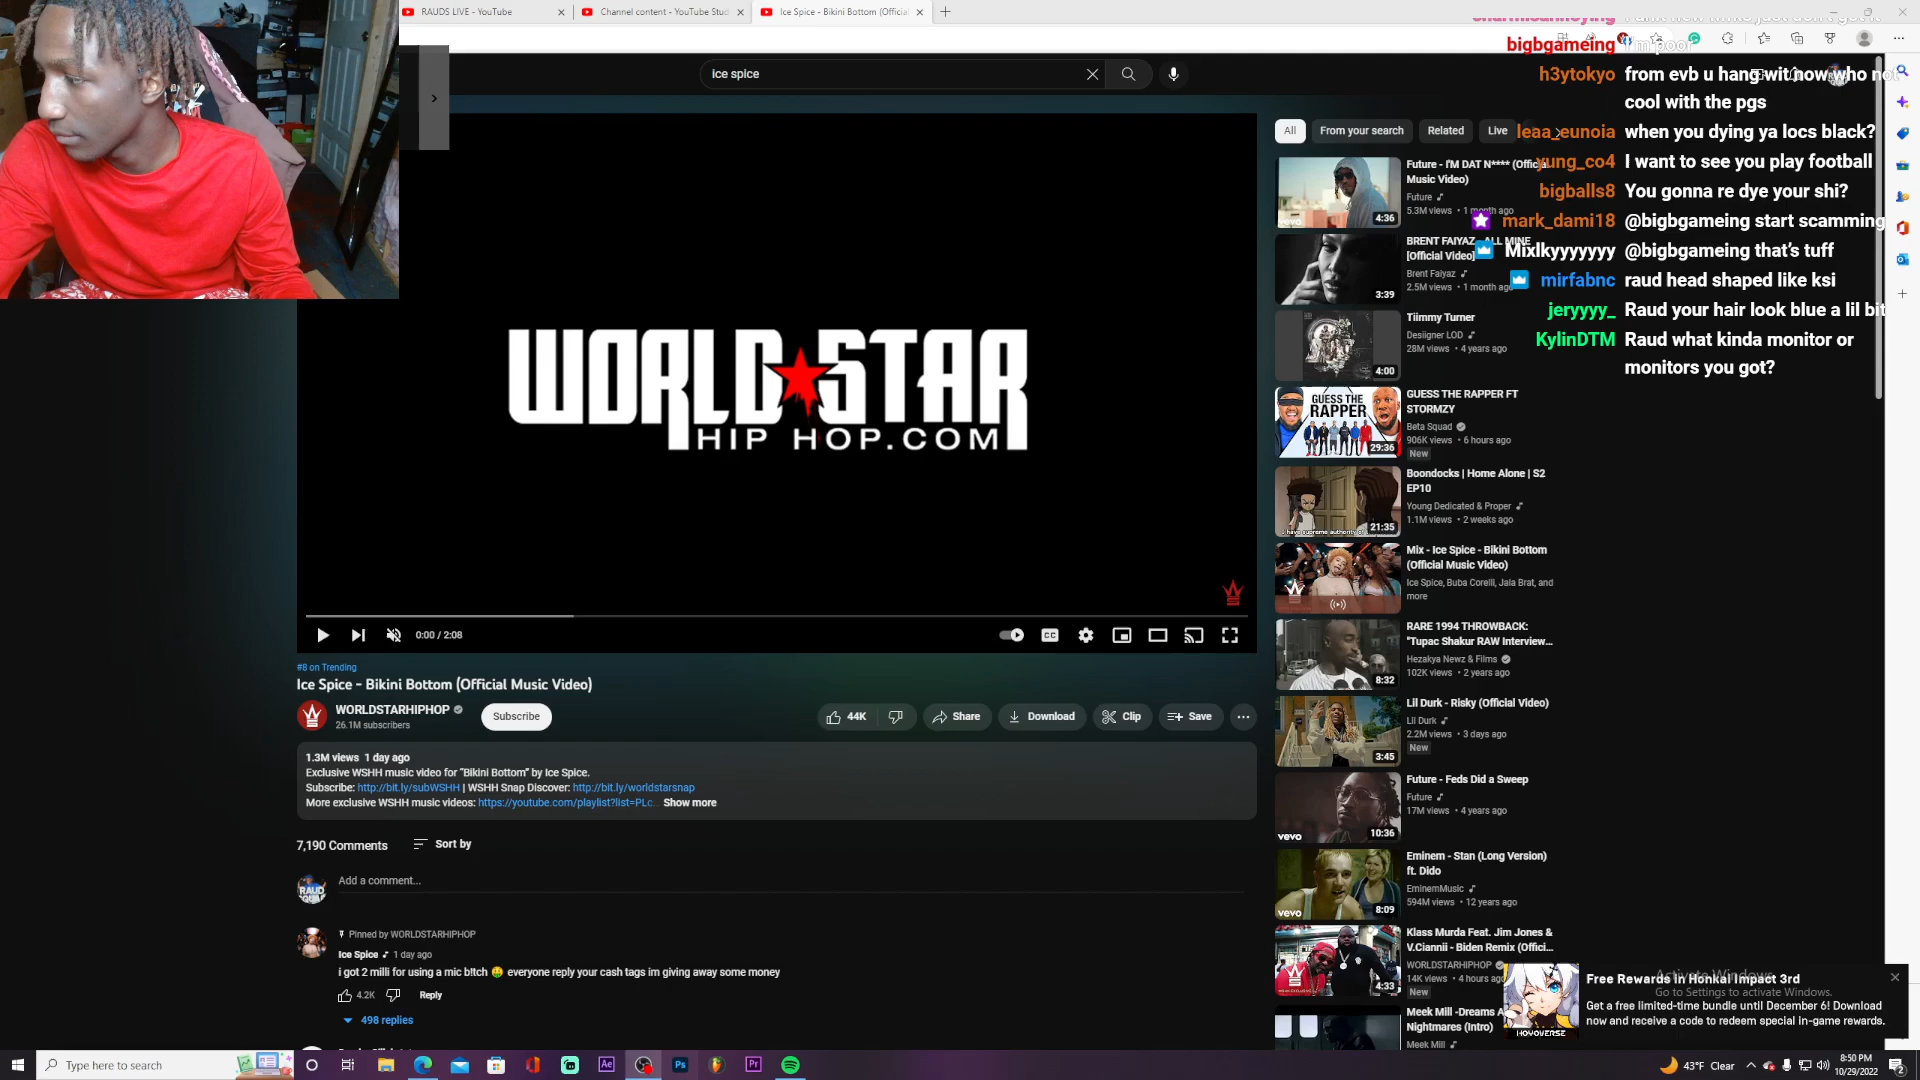 RAUDS LIVE - YouTube
Channel content - YouTube Stud
Ice Spice - Bikini Bottom (Official
ice spice
bigbgameing I'm poor
h3ytokyo from evb u hang wit now who not
cool with the pgs
leaa_eunoia when you dying ya locs black?
yung_co4 I want to see you play football
bigballs8 You gonna re dye your shi?
mark_dami18 @bigbgameing start scamming
Mixlkyyyyyyy @bigbgameing that's tuff
mirfabnc raud head shaped like ksi
jeryyyy_ Raud your hair look blue a lil bit
KylinDTM Raud what kinda monitor or
monitors you got?
WORLD STAR
HIP HOP.COM
0:00 / 2:08
CC
#8 on Trending
Ice Spice - Bikini Bottom (Official Music Video)
WORLDSTARHIPHOP
26.1M subscribers
Subscribe
44K
Share
Download
Clip
Save
1.3M views 1 day ago
Exclusive WSHH music video for "Bikini Bottom" by Ice Spice.
Subscribe: http://bit.ly/subWSHH | WSHH Snap Discover: http://bit.ly/worldstarsnap
More exclusive WSHH music videos: https://youtube.com/playlist?list=PLc... Show more
7,190 Comments
Sort by
RAUD
Add a comment...
Pinned by WORLDSTARHIPHOP
Ice Spice 1 day ago
i got 2 milli for using a mic b!tch 🤑 everyone reply your cash tags im giving away some money
4.2K
Reply
498 replies
All
From your search
Related
Live
Future - I'M DAT N**** (Offici
Music Video)
Future
5.3M views • 1 month ago
vevo
4:36
BRENT FAIYAZ - ALL MINE
[Official Video]
Brent Faiyaz
2.5M views • 1 month ago
3:39
Tiimmy Turner
Desiigner LOD
28M views • 4 years ago
4:00
GUESS THE
RAPPER
29:36
GUESS THE RAPPER FT
STORMZY
Beta Squad
906K views • 6 hours ago
New
Boondocks | Home Alone | S2
EP10
Young Dedicated & Proper
1.1M views • 2 weeks ago
21:35
Mix - Ice Spice - Bikini Bottom
(Official Music Video)
Ice Spice, Buba Corelli, Jala Brat, and
more
RARE 1994 THROWBACK:
"Tupac Shakur RAW Interview...
Hezakya Newz & Films
102K views • 2 years ago
8:32
Lil Durk - Risky (Official Video)
Lil Durk
2.2M views • 3 days ago
New
3:45
Future - Feds Did a Sweep
Future
17M views • 4 years ago
vevo
10:36
Eminem - Stan (Long Version)
ft. Dido
EminemMusic
594M views • 12 years ago
vevo
8:09
Klass Murda Feat. Jim Jones &
V.Ciannii - Biden Remix (Offici...
WORLDSTARHIPHOP
14K views • 4 hours ago
New
4:33
Meek Mill -Dreams A
Nightmares (Intro)
Meek Mill
Activate Windows
Go to Settings to activate Windows.
HOYOVERSE
Free Rewards in Honkai Impact 3rd
Get a free limited-time bundle until December 6! Download
now and receive a code to redeem special in-game rewards.
Type here to search
Ae
Ps
Pr
43°F Clear
8:50 PM
10/29/2022
2